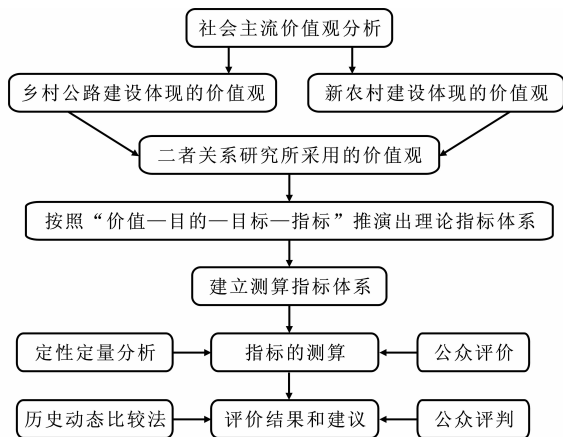 社会主流价值观分析
乡村公路建设体现的价值观
新农村建设体现的价值观
二者关系研究所采用的价值观
按照“价值—目的—目标—指标”推演出理论指标体系
建立测算指标体系
定性定量分析
指标的测算
公众评价
历史动态比较法
评价结果和建议
公众评判